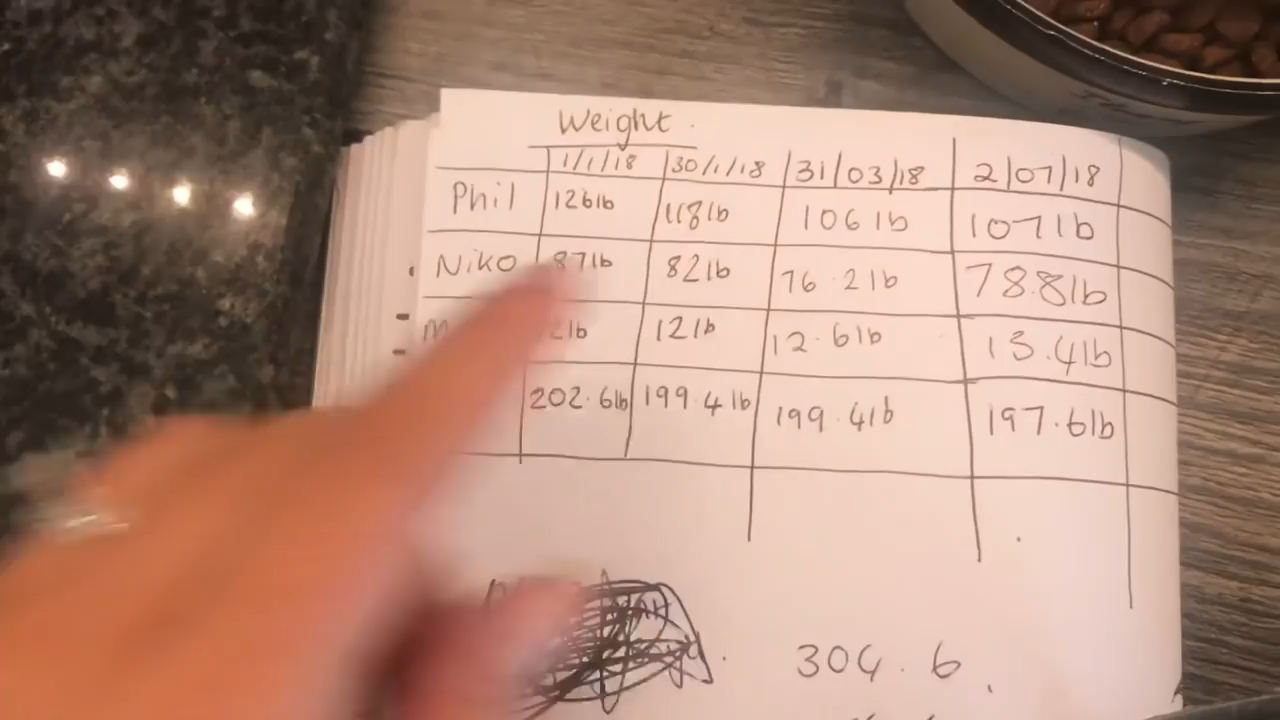 Weight
1/1/18 30/1/18 31/03/18 2/07/18
Phil 126lb 118lb 106lb 107lb
Niko 87lb 82lb 76.2lb 78.8lb
12lb 12.6lb 13.4lb
202.6lb 199.4lb 199.4lb 197.6lb
304.6